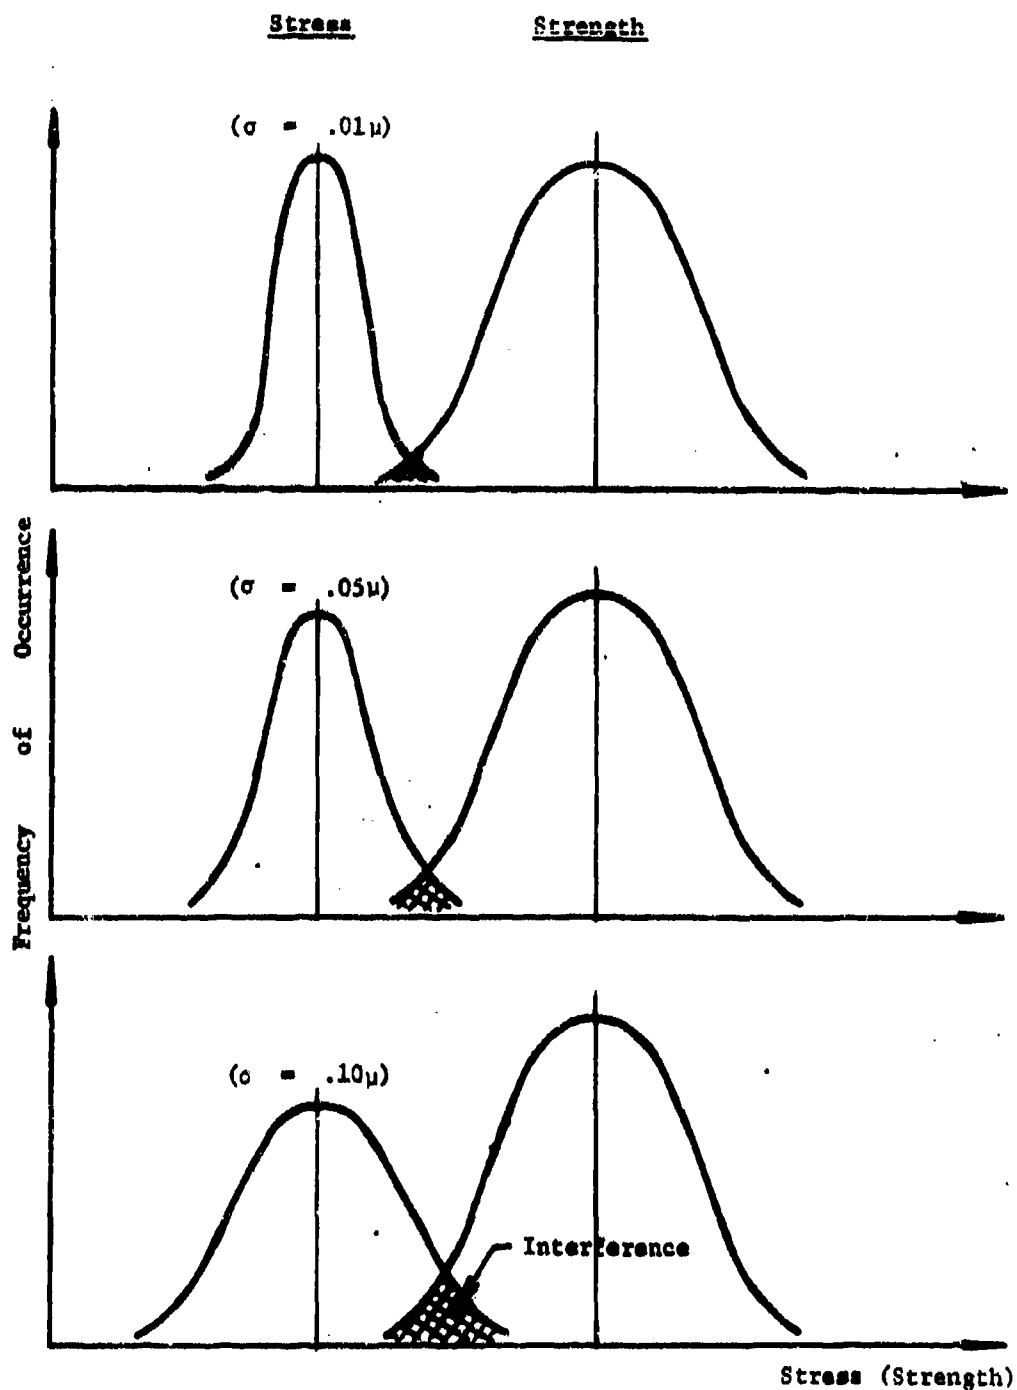 Stress
Strength
(σ = .01μ)
(σ = .05μ)
(σ = .10μ)
Interference
Frequency of Occurrence
Stress (Strength)